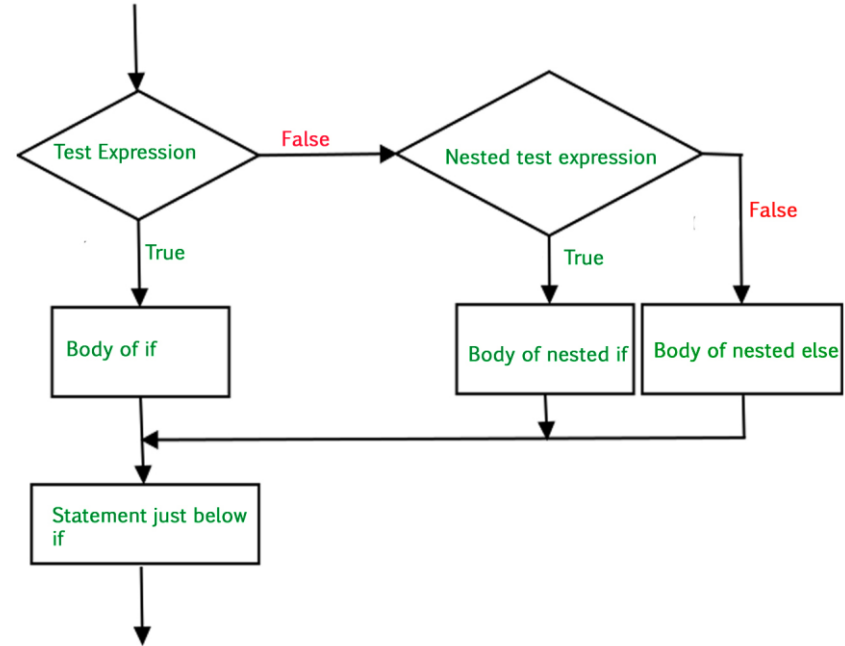 False
Test Expression
Nested test expression
False
True
True
Body of if
Body of nested if
Body of nested else
Statement just below
if